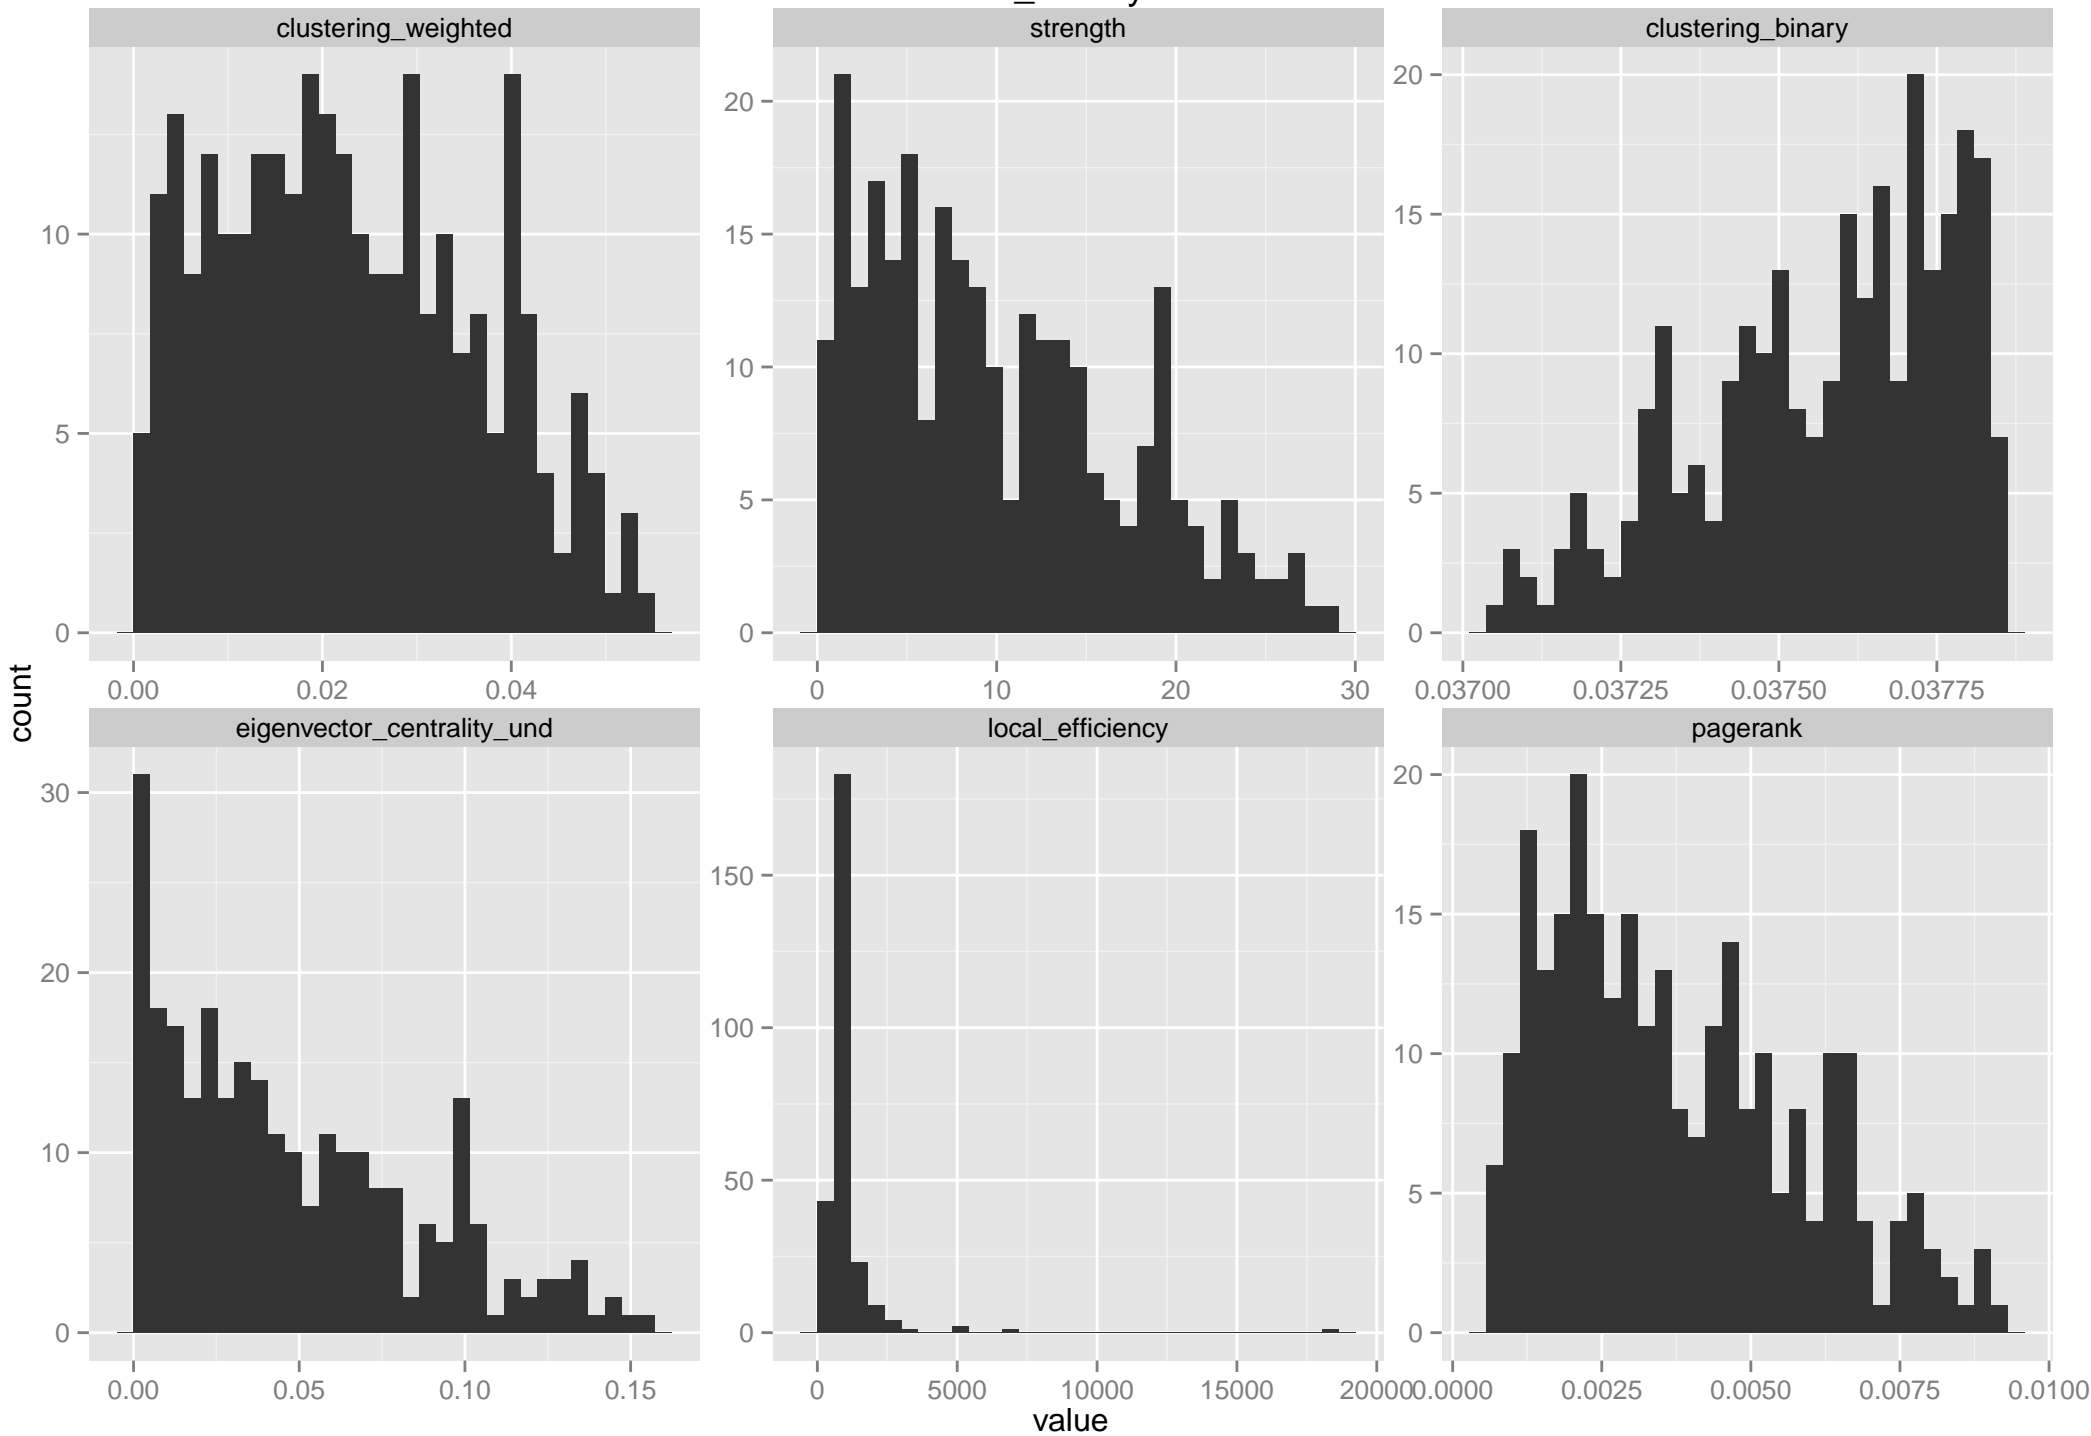 clustering_weighted
strength
clustering_binary
10
5
0
0.00 0.02 0.04
20
15
10
5
0
0 10 20 30
20
15
10
5
0
0.03700 0.03725 0.03750 0.03775
count
eigenvector_centrality_und
local_efficiency
pagerank
30
20
10
0
0.00 0.05 0.10 0.15
150
100
50
0
0 5000 10000 15000 20000
20
15
10
5
0
0.0000 0.0025 0.0050 0.0075 0.0100
value